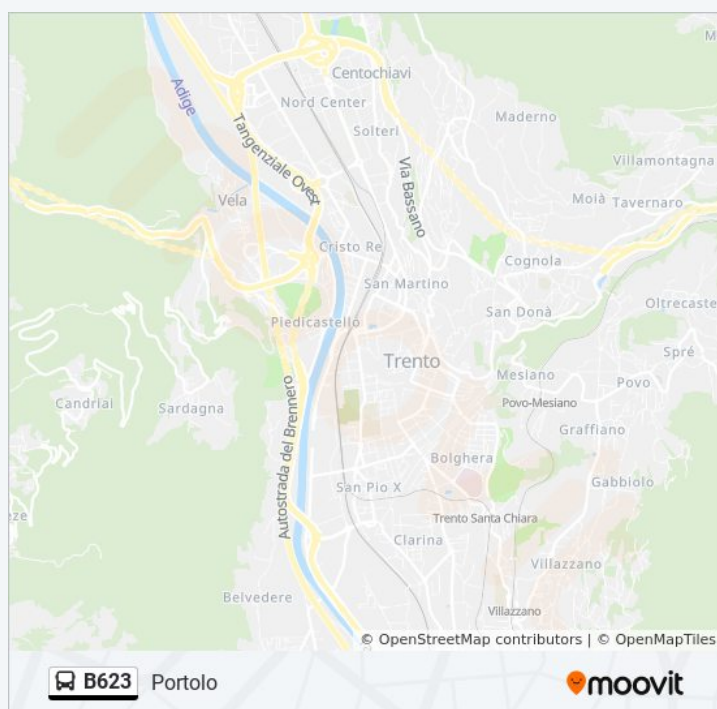 Adige
Centochiavi
M
Nord Center
Maderno
Solteri
Tangenziale Ovest
Via Bassano
Villamontagna
Moià
Tavernaro
Vela
Cristo Re
Cognola
San Martino
Oltrecaste
San Donà
Piedicastello
Trento
Spré
Mesiano
Povo
Candriai
Sardagna
Autostrada del Brennero
Povo-Mesiano
Graffiano
Bolghera
Gabbiolo
San Pio X
eze
Trento Santa Chiara
Clarina
Villazzano
Belvedere
Villazzano
© OpenStreetMap contributors | © OpenMapTiles
B623 Portolo
moovit